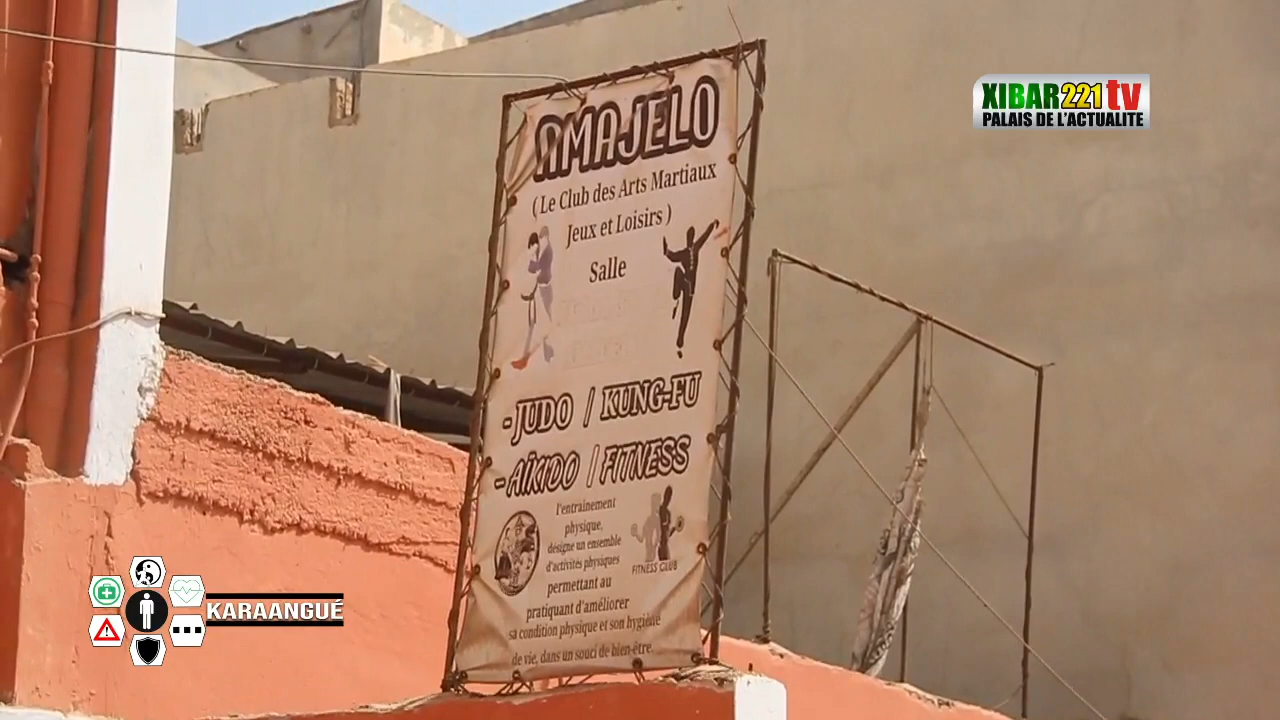 XIBAR221TV
PALAIS DE L'ACTUALITE
AMAJELO
( Le Club des Arts Martiaux
Jeux et Loisirs )
Salle
- JUDO / KUNG-FU
- AÏKIDO / FITNESS
l'entrainement
physique,
désigne un ensemble
d'activités physiques
permettant au
pratiquant d'améliorer
sa condition physique et son hygiène
de vie, dans un souci de bien-être.
FITNESS CLUB
KARAANGUÉ